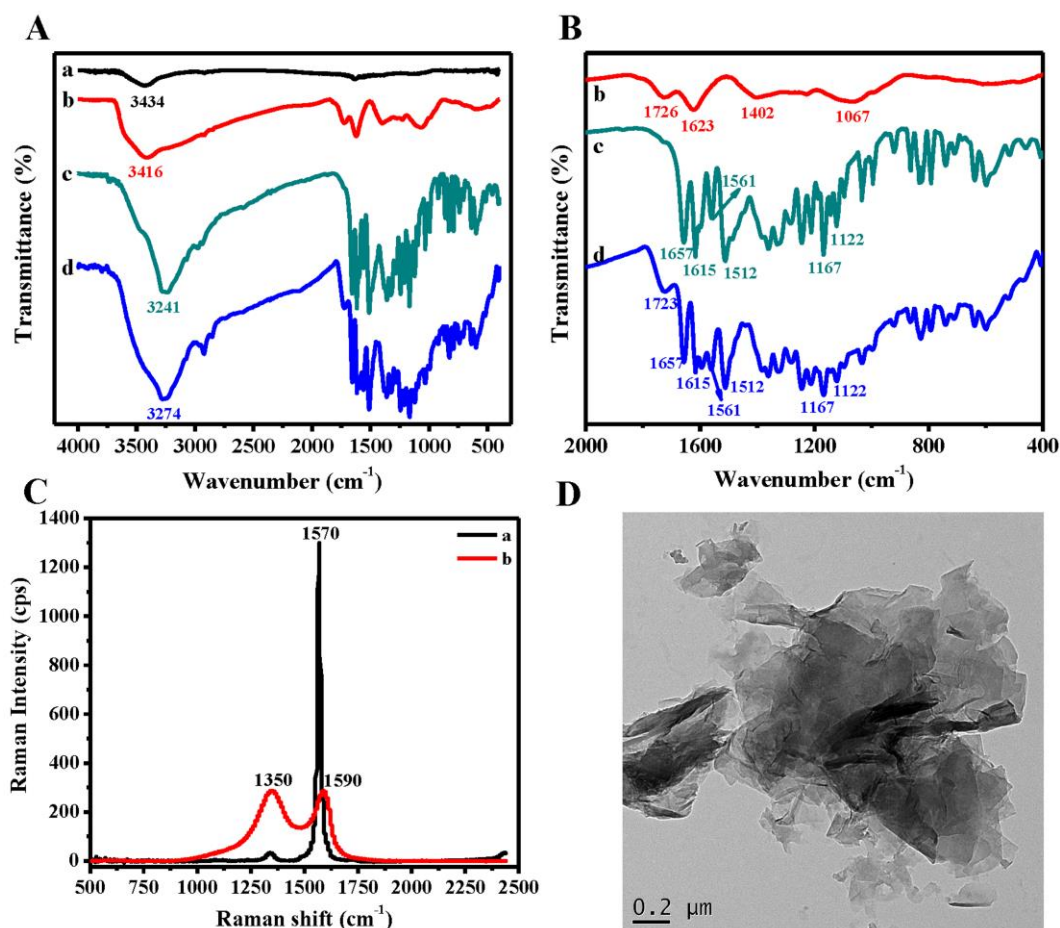 A
a
3434
b
3416
c
3241
d
3274
Transmittance (%)
4000 3500 3000 2500 2000 1500 1000 500
Wavenumber (cm-1)
B
b
1726
1623
1402
1067
c
1561
1657
1615
1512
1167
1122
d
1723
1657
1615
1561
1512
1167
1122
Transmittance (%)
2000 1600 1200 800 400
Wavenumber (cm-1)
C
1400
1200
1000
800
600
400
200
0
Raman Intensity (cps)
1570
1350
1590
a
b
500 750 1000 1250 1500 1750 2000 2250 2500
Raman shift (cm-1)
D
0.2 μm